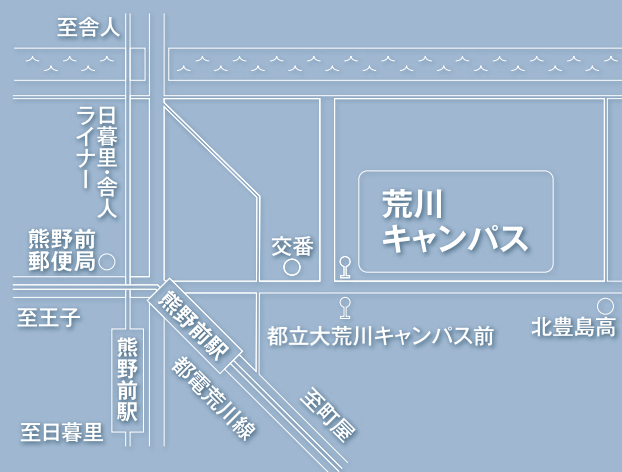 至舎人
日暮里・舎人
ライナー
熊野前
郵便局
交番
荒川
キャンパス
至王子
熊野前駅
都立大荒川キャンパス前
北豊島高
熊野前駅
都電荒川線
至町屋
至日暮里